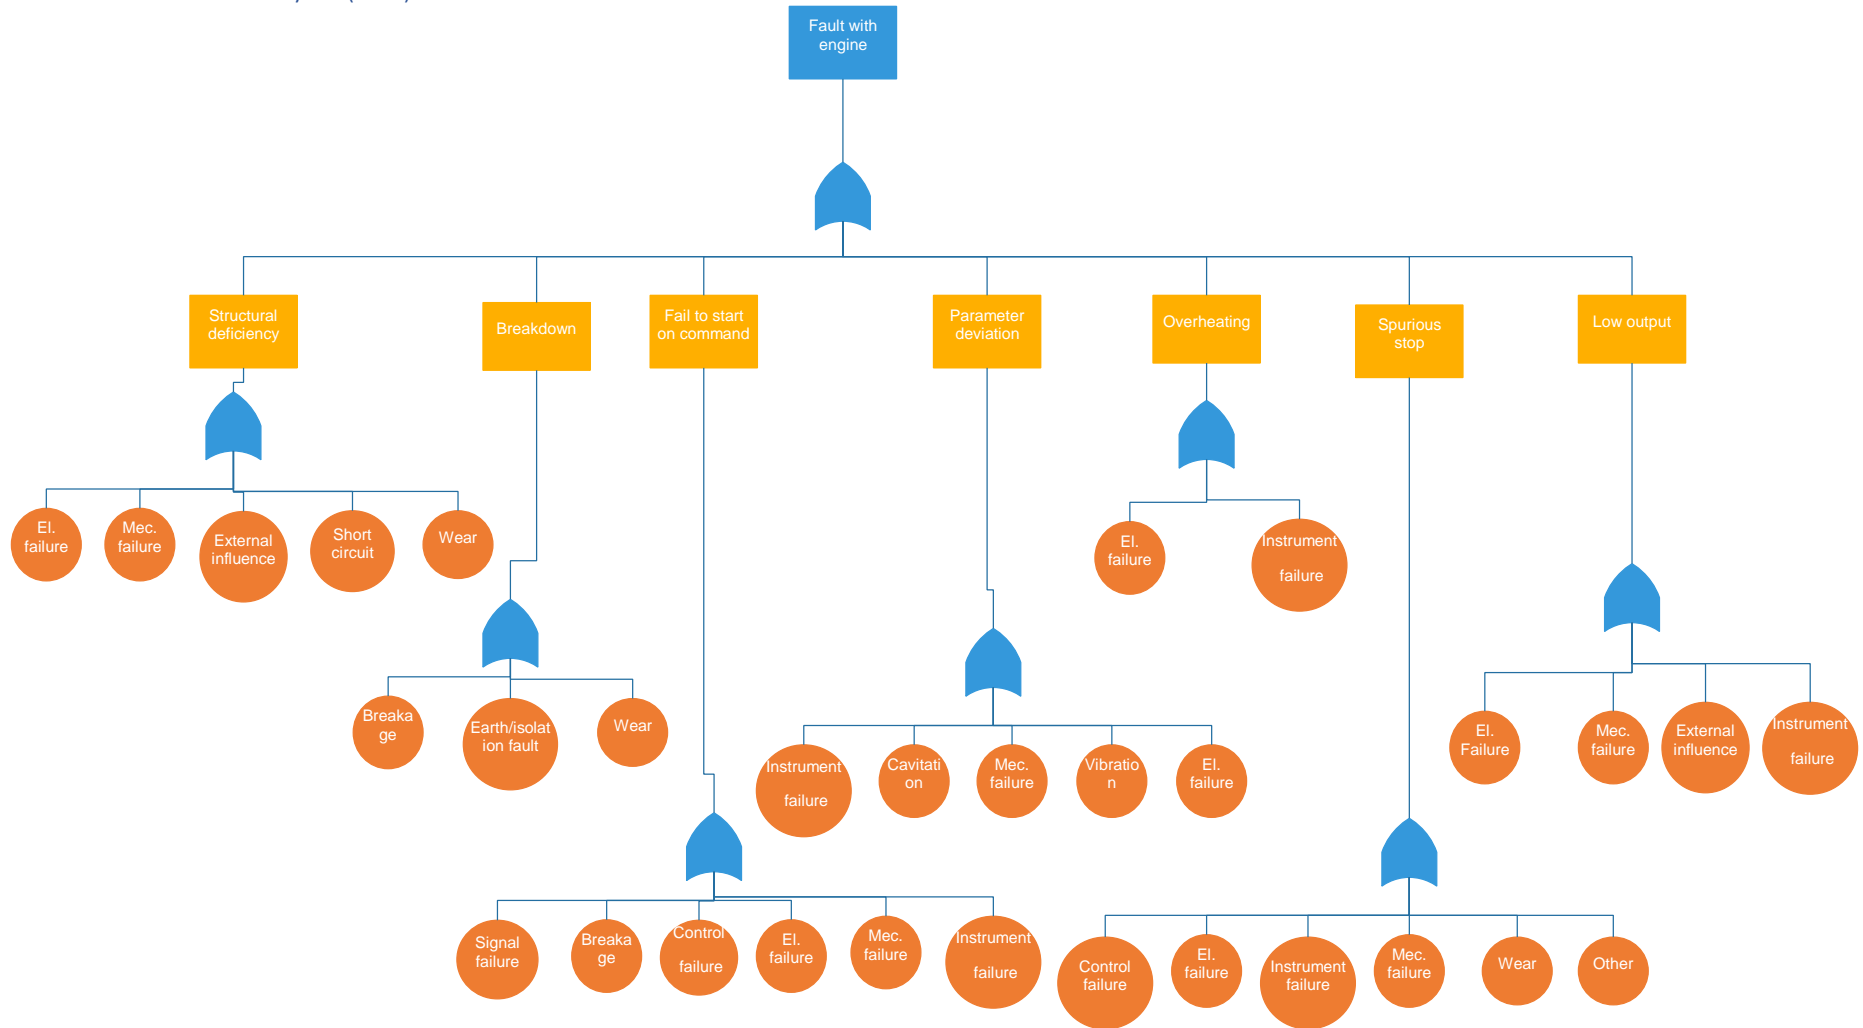 Fault with
engine
Structural
deficiency
Breakdown
Fail to start
on command
Parameter
deviation
Overheating
Spurious
stop
Low output
El.
failure
Mec.
failure
External
influence
Short
circuit
Wear
El.
failure
Instrument
failure
Breaka
ge
Earth/isolat
ion fault
Wear
Instrument
failure
Cavitati
on
Mec.
failure
Vibratio
n
El.
failure
El.
Failure
Mec.
failure
External
influence
Instrument
failure
Signal
failure
Breaka
ge
Control
failure
El.
failure
Mec.
failure
Instrument
failure
Control
failure
El.
failure
Instrument
failure
Mec.
failure
Wear
Other